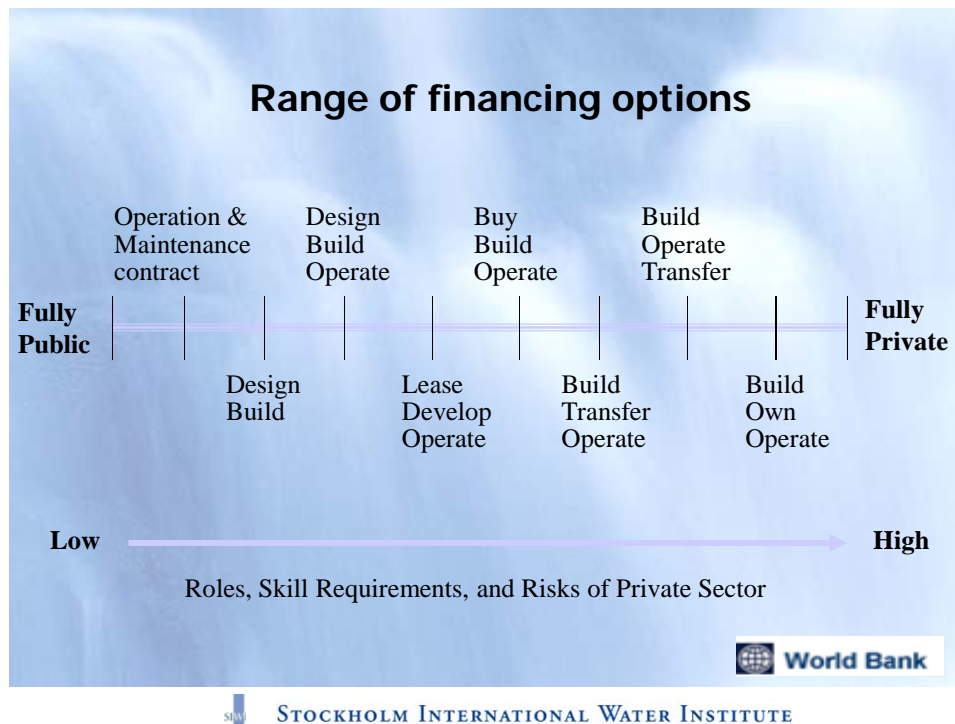 Range of financing options
Operation &
Maintenance
contract
Design
Build
Operate
Buy
Build
Operate
Build
Operate
Transfer
Fully
Public
Fully
Private
Design
Build
Lease
Develop
Operate
Build
Transfer
Operate
Build
Own
Operate
Low
High
Roles, Skill Requirements, and Risks of Private Sector
World Bank
SIWI
STOCKHOLM INTERNATIONAL WATER INSTITUTE